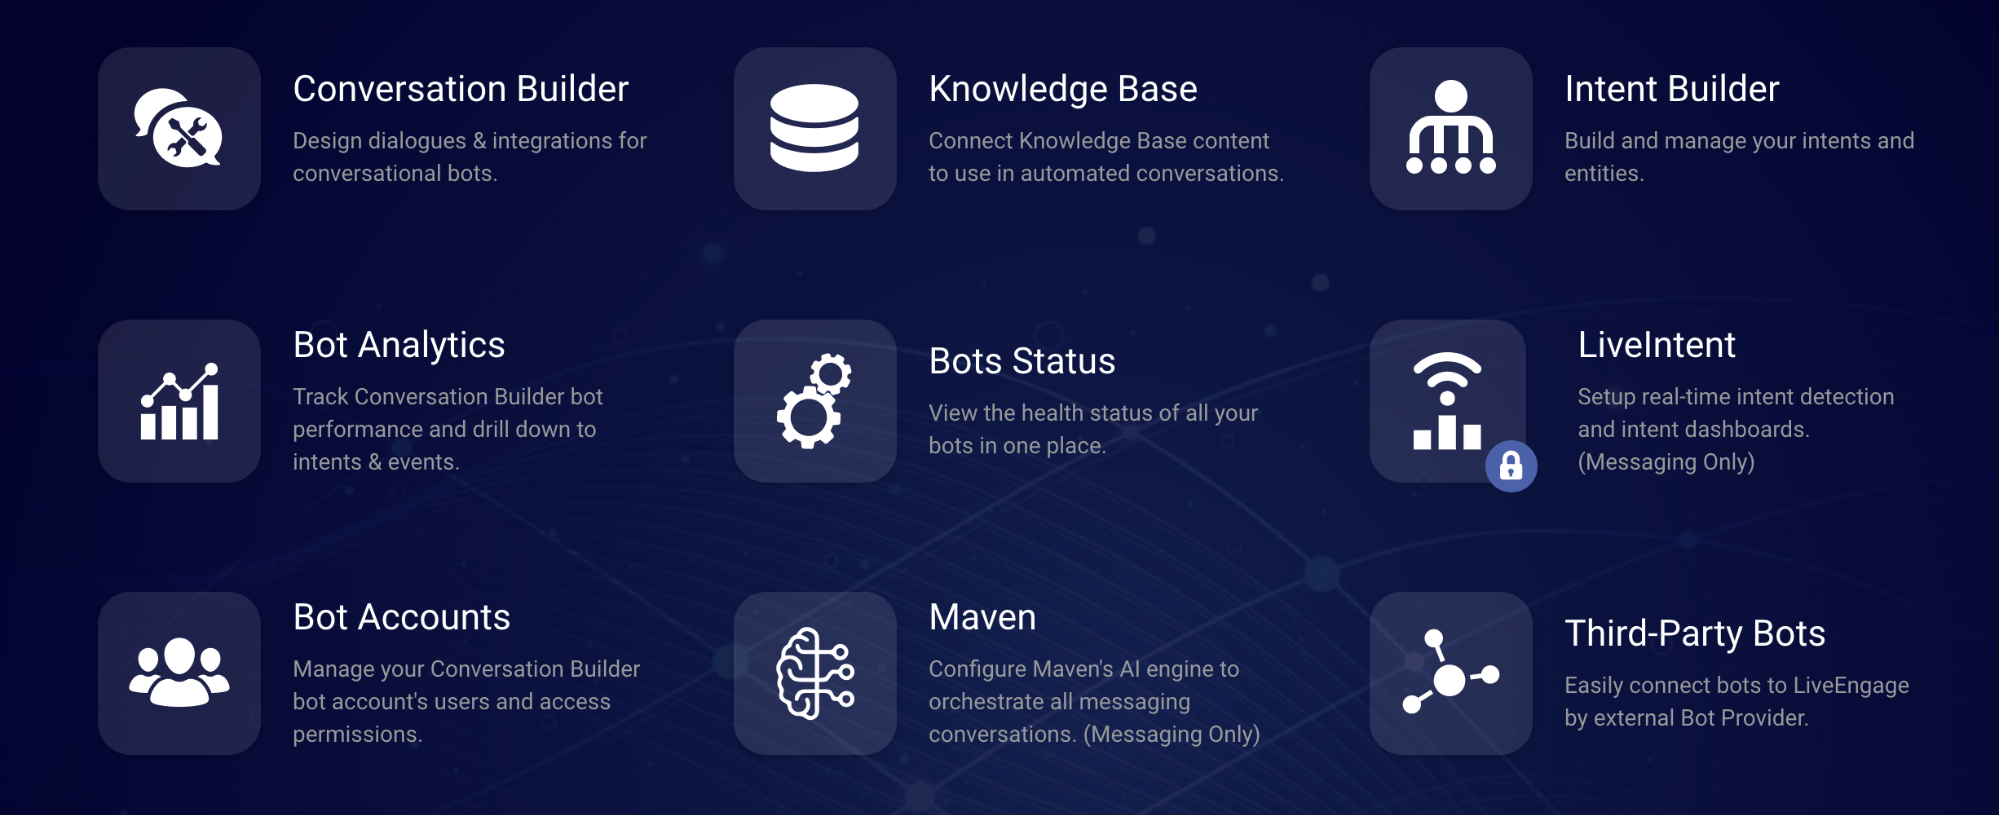 Conversation Builder
Design dialogues & integrations for
conversational bots.
Knowledge Base
Connect Knowledge Base content
to use in automated conversations.
Intent Builder
Build and manage your intents and
entities.
Bot Analytics
Track Conversation Builder bot
performance and drill down to
intents & events.
Bots Status
View the health status of all your
bots in one place.
LiveIntent
Setup real-time intent detection
and intent dashboards.
(Messaging Only)
Bot Accounts
Manage your Conversation Builder
bot account's users and access
permissions.
Maven
Configure Maven's AI engine to
orchestrate all messaging
conversations. (Messaging Only)
Third-Party Bots
Easily connect bots to LiveEngage
by external Bot Provider.